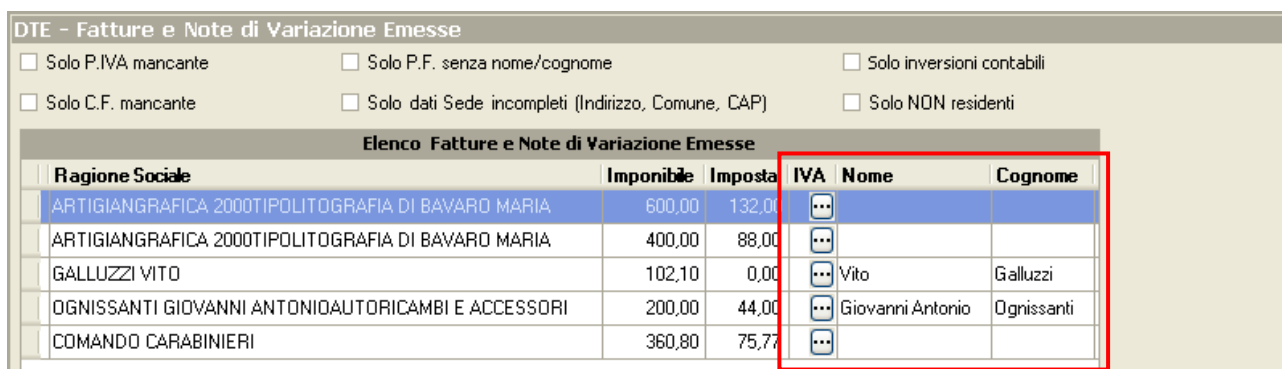 DTE - Fatture e Note di Variazione Emesse
Solo P.IVA mancante Solo P.F. senza nome/cognome Solo inversioni contabili
Solo C.F. mancante Solo dati Sede incompleti (Indirizzo, Comune, CAP) Solo NON residenti
Elenco Fatture e Note di Variazione Emesse
Ragione Sociale Imponibile Imposta IVA Nome Cognome
ARTIGIANGRAFICA 2000TIPOLITOGRAFIA DI BAVARO MARIA 600,00 132,00 ...
ARTIGIANGRAFICA 2000TIPOLITOGRAFIA DI BAVARO MARIA 400,00 88,00 ...
GALLUZZI VITO 102,10 0,00 ... Vito Galluzzi
OGNISSANTI GIOVANNI ANTONIOAUTORICAMBI E ACCESSORI 200,00 44,00 ... Giovanni Antonio Ognissanti
COMANDO CARABINIERI 360,80 75,77 ...